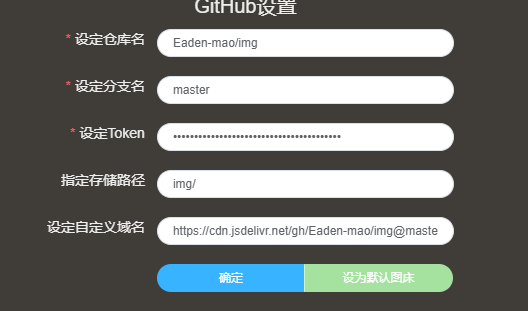 GitHub设置
* 设定仓库名
Eaden-mao/img
* 设定分支名
master
* 设定Token
指定存储路径
img/
设定自定义域名
https://cdn.jsdelivr.net/gh/Eaden-mao/img@maste
确定
设为默认图床